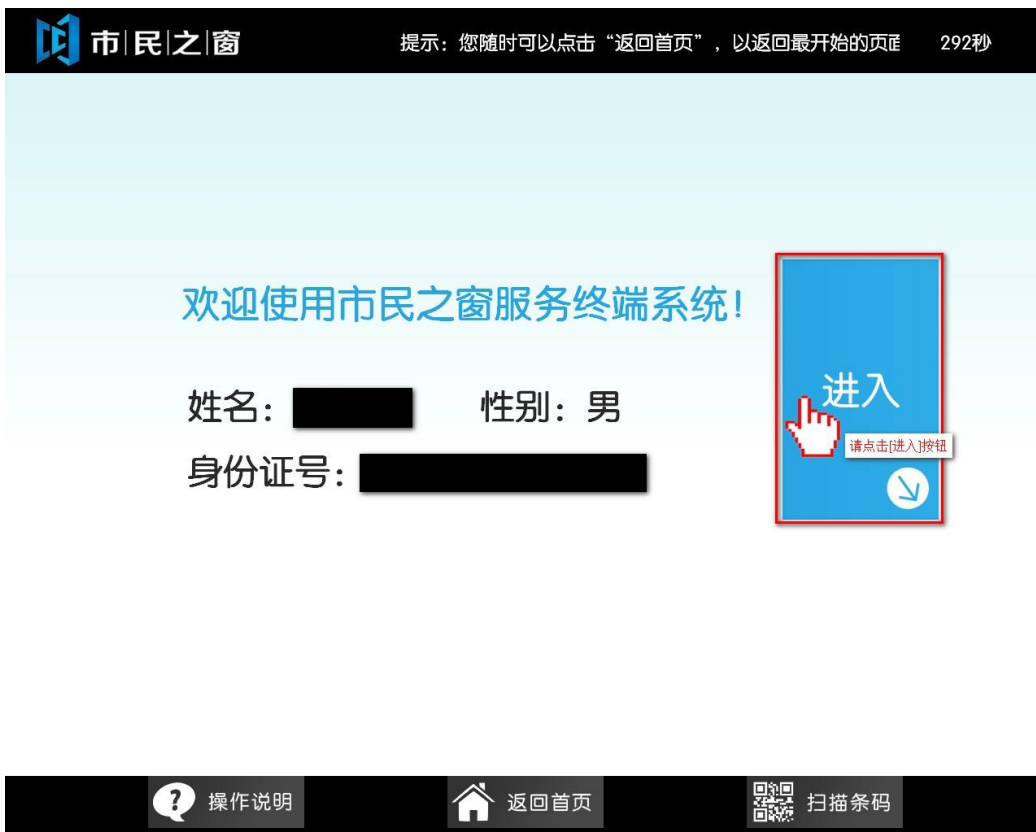 市|民|之|窗
提示：您随时可以点击“返回首页”，以返回最开始的页
292秒
欢迎使用市民之窗服务终端系统！
姓名：
性别：男
身份证号：
进入
请点击[进入]按钮
操作说明
返回首页
扫描条码